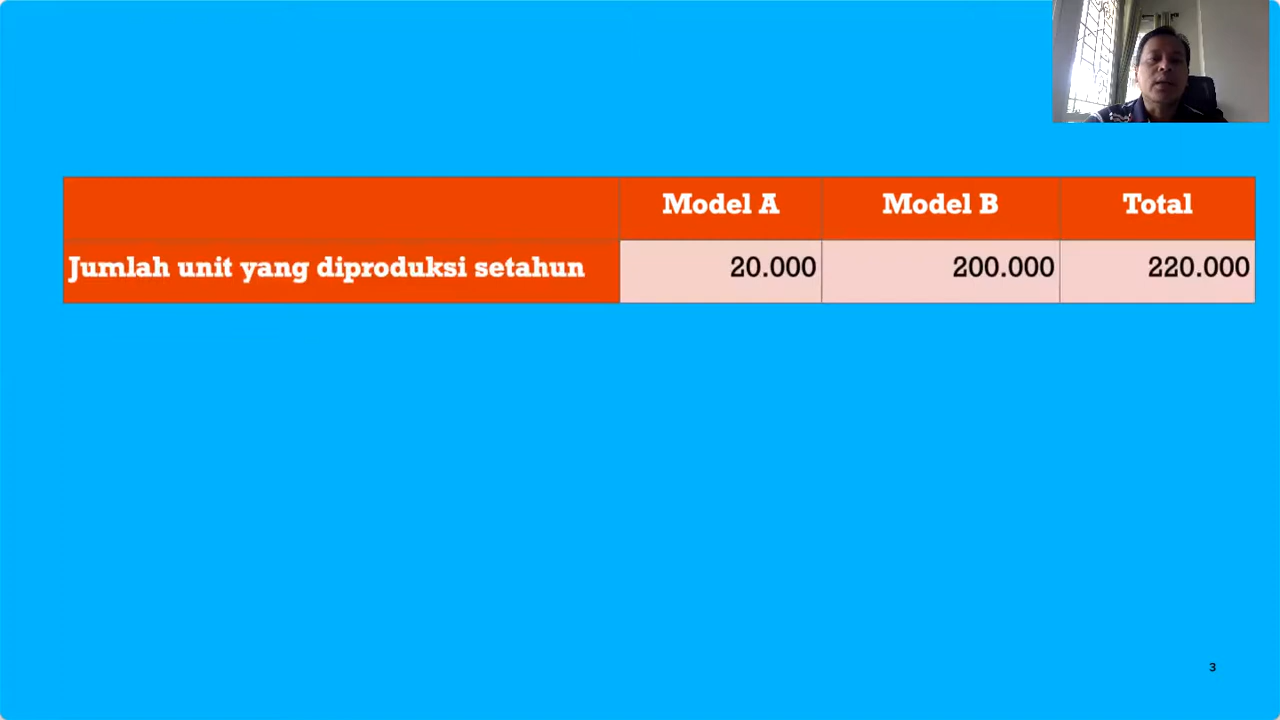 Model A Model B Total
Jumlah unit yang diproduksi setahun 20.000 200.000 220.000
3